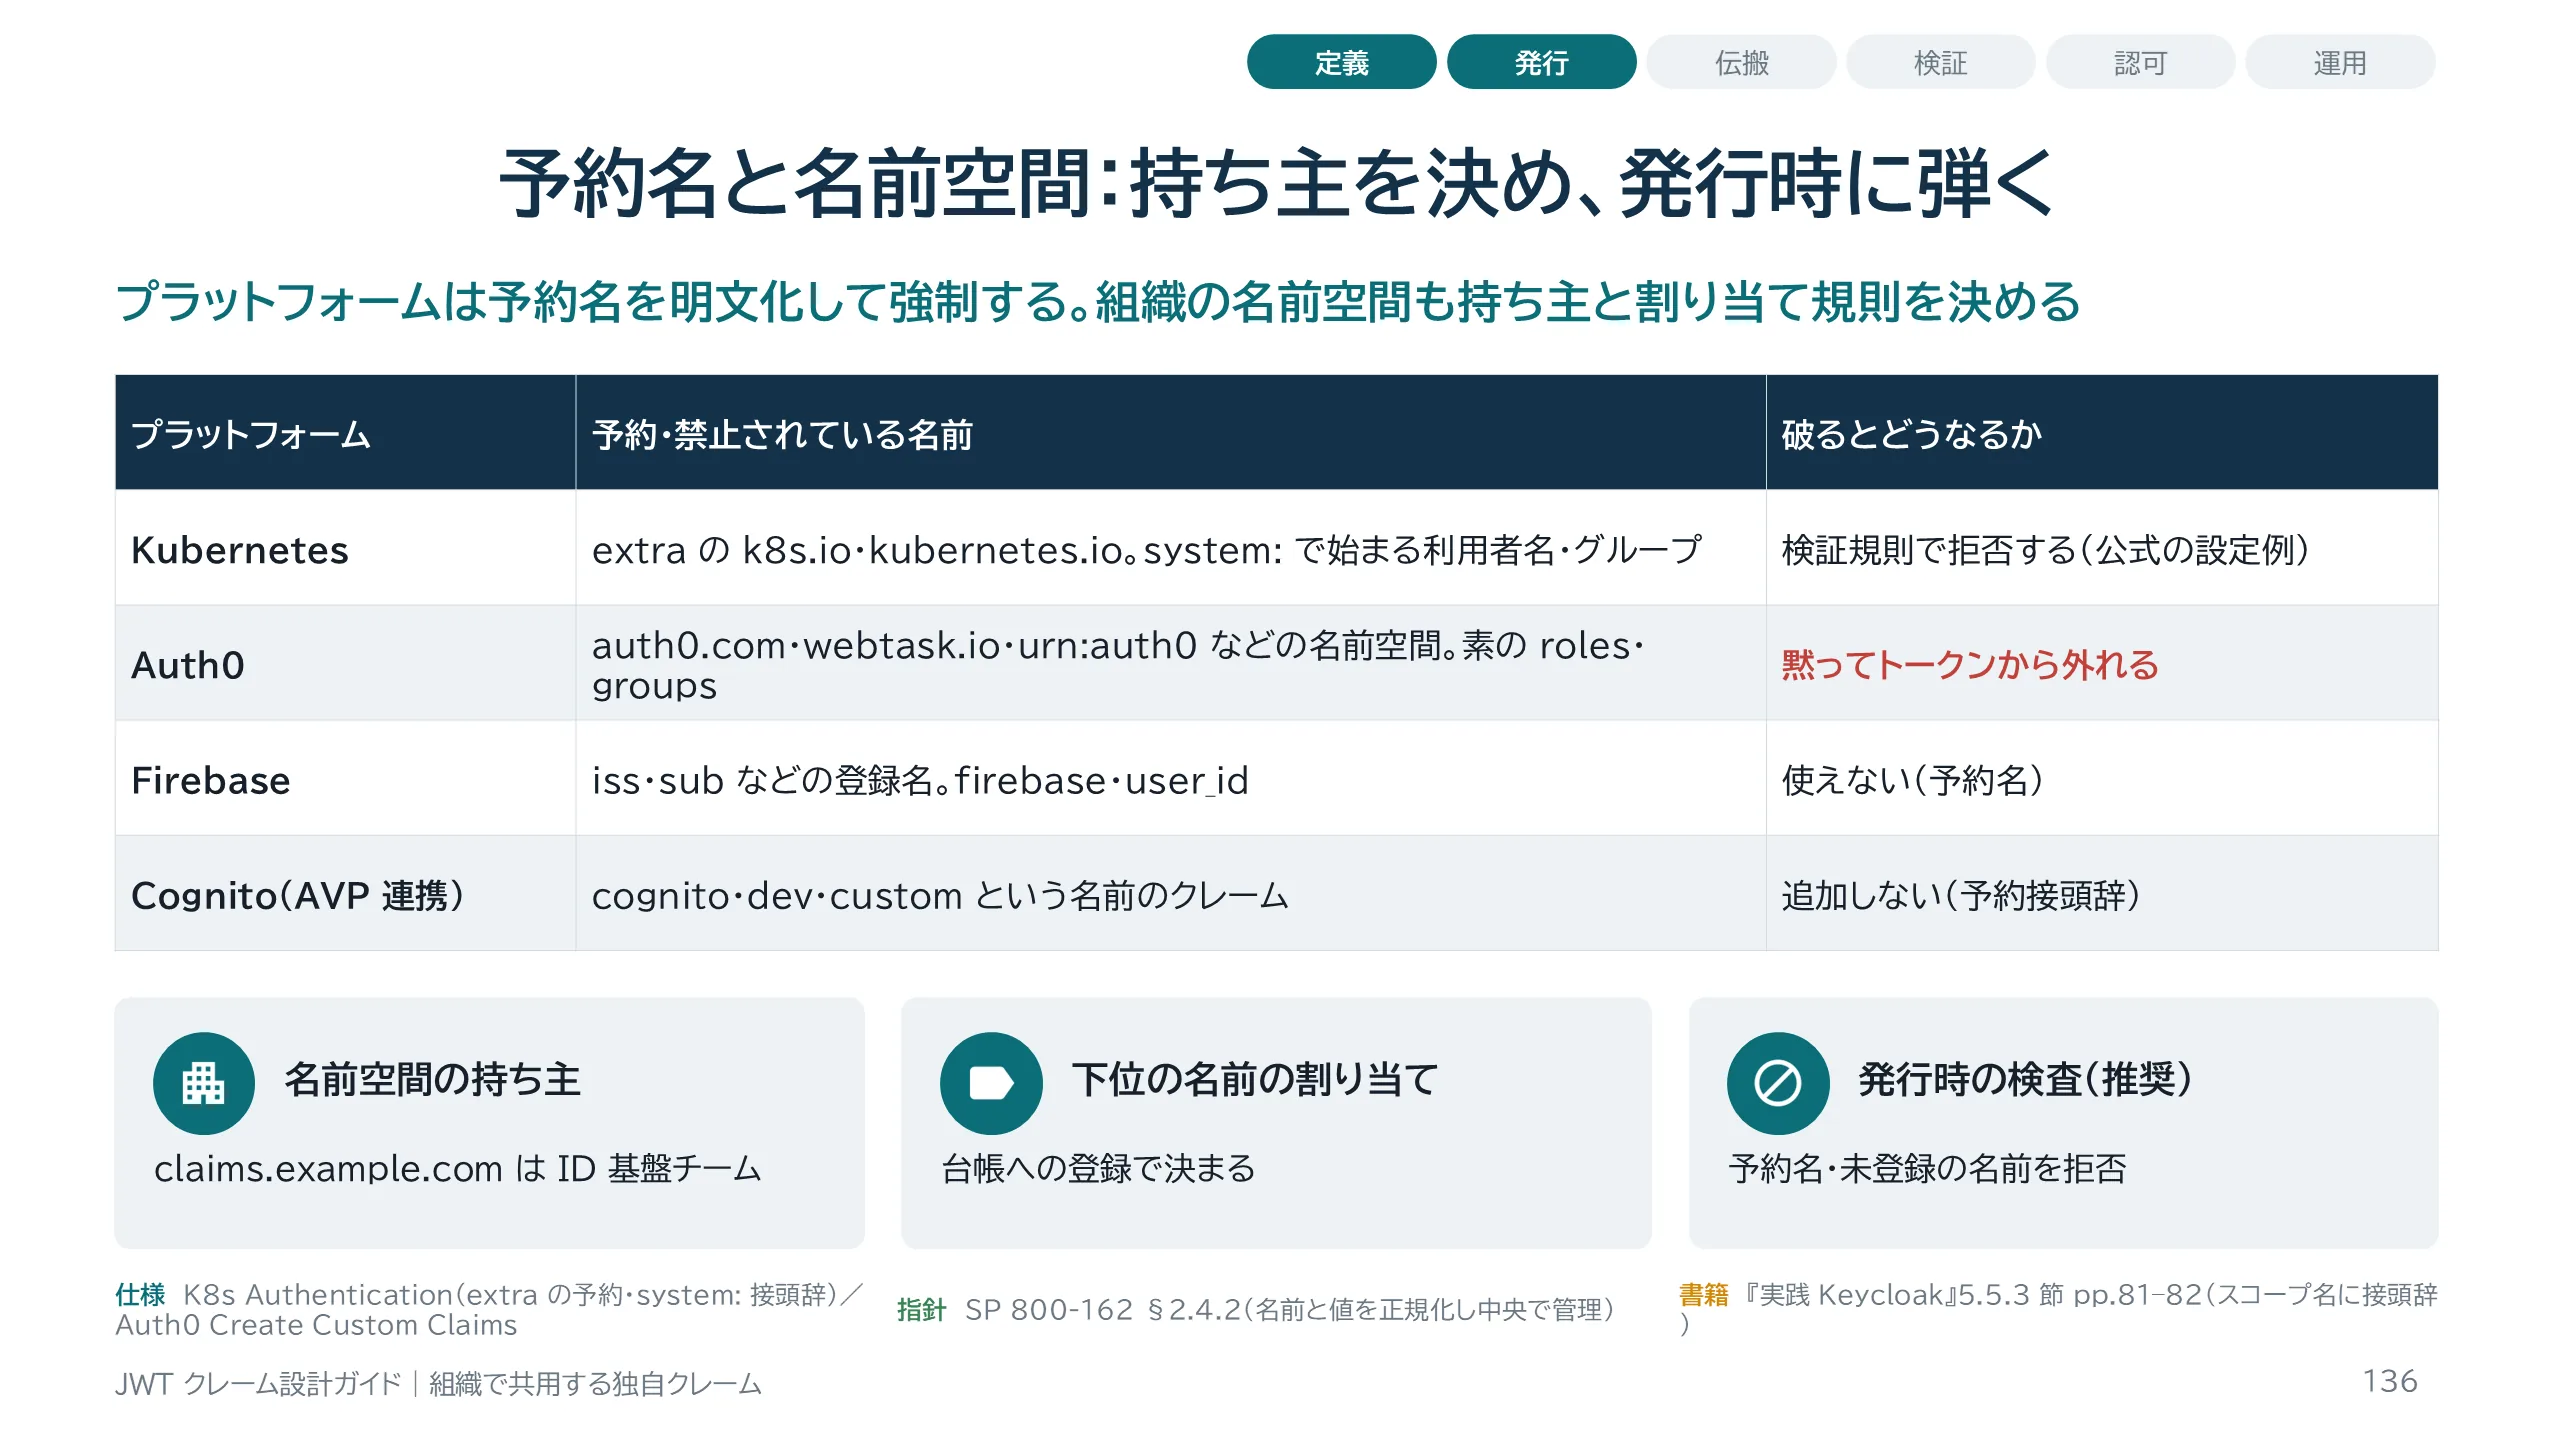 定義
発行
伝搬
検証
認可
運用
予約名と名前空間：持ち主を決め、発行時に弾く
プラットフォームは予約名を明文化して強制する。組織の名前空間も持ち主と割り当て規則を決める
プラットフォーム
予約・禁止されている名前
破るとどうなるか
Kubernetes
extra の k8s.io・kubernetes.io。system: で始まる利用者名・グループ
検証規則で拒否する（公式の設定例）
Auth0
auth0.com・webtask.io・urn:auth0 などの名前空間。素の roles・
groups
黙ってトークンから外れる
Firebase
iss・sub などの登録名。firebase・user_id
使えない（予約名）
Cognito（AVP 連携）
cognito・dev・custom という名前のクレーム
追加しない（予約接頭辞）
名前空間の持ち主
claims.example.com は ID 基盤チーム
下位の名前の割り当て
台帳への登録で決まる
発行時の検査（推奨）
予約名・未登録の名前を拒否
仕様 K8s Authentication（extra の予約・system: 接頭辞）／
Auth0 Create Custom Claims
指針 SP 800-162 §2.4.2（名前と値を正規化し中央で管理）
書籍 『実践 Keycloak』5.5.3 節 pp.81–82（スコープ名に接頭辞
）
JWT クレーム設計ガイド｜組織で共用する独自クレーム
136